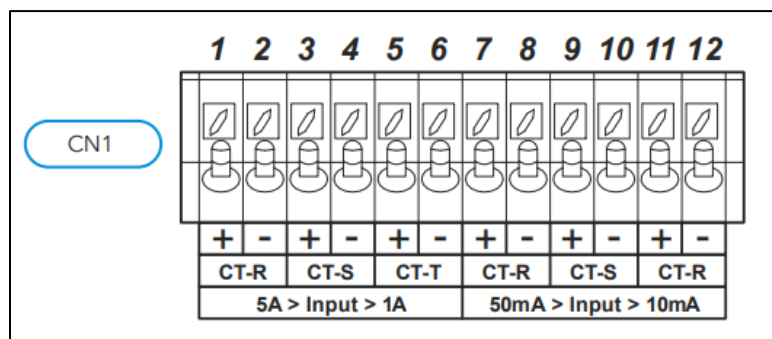 1 2 3 4 5 6 7 8 9 10 11 12
CN1
+ - + - + - + - + - + -
CT-R CT-S CT-T CT-R CT-S CT-R
5A > Input > 1A 50mA > Input > 10mA